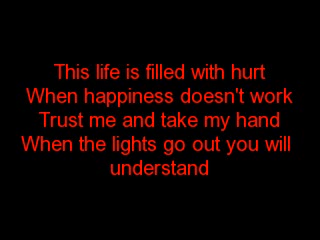 This life is filled with hurt
When happiness doesn't work
Trust me and take my hand
When the lights go out you will
understand